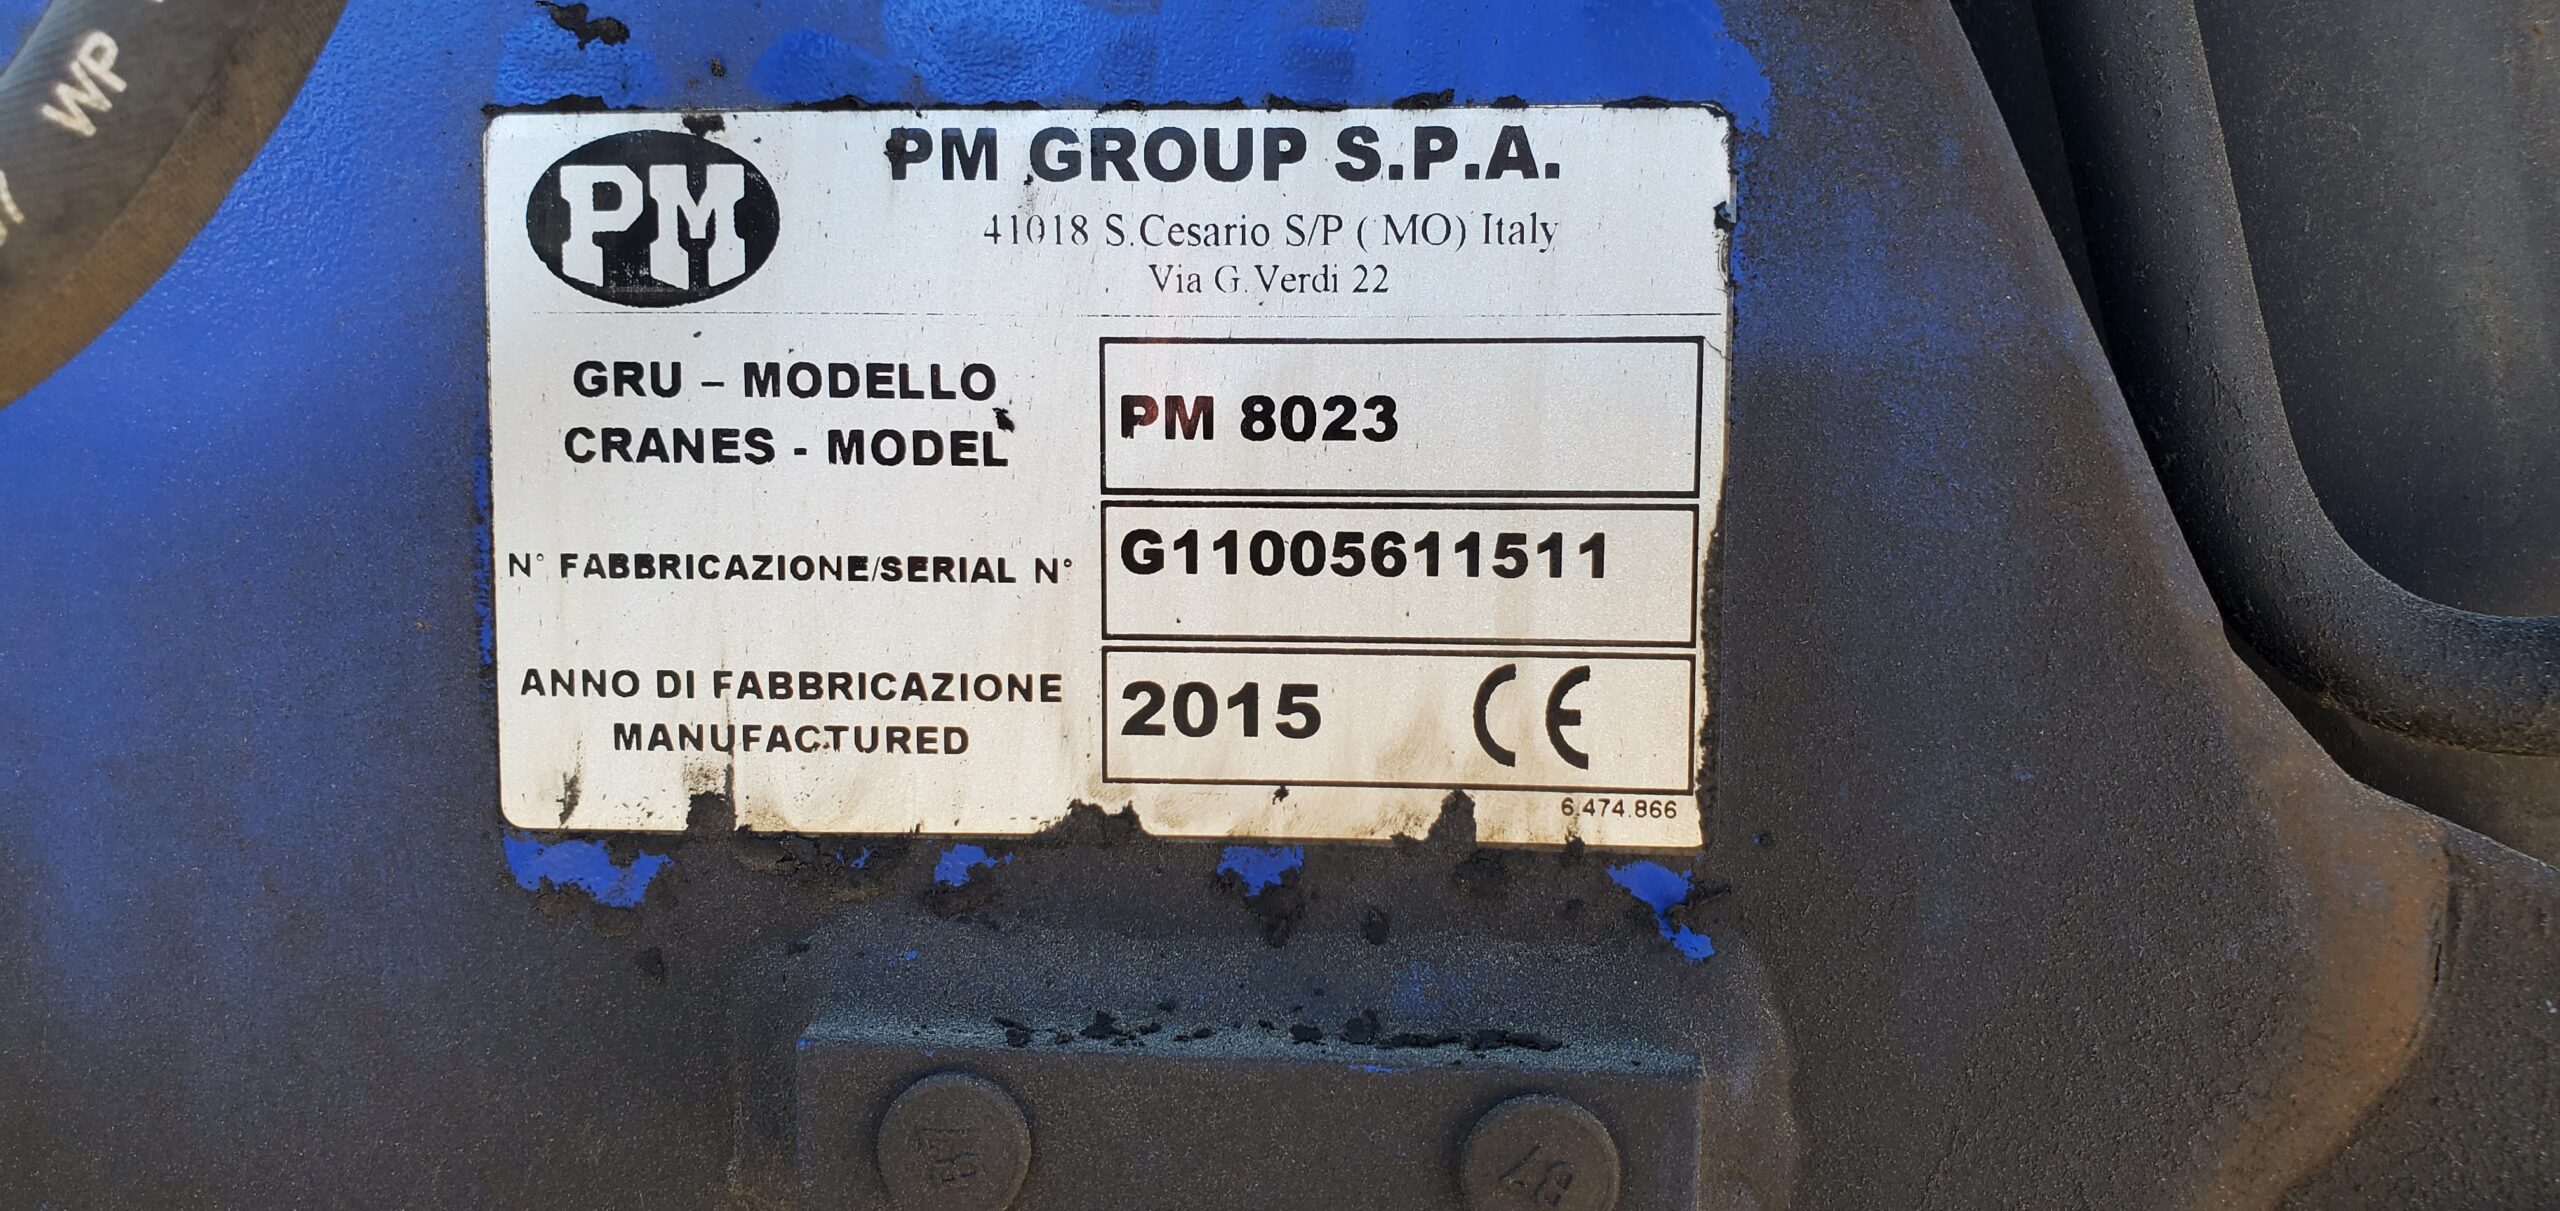 WP
PM
PM GROUP S.P.A.
41018 S.Cesario S/P ( MO) Italy
Via G.Verdi 22
GRU – MODELLO
CRANES - MODEL
PM 8023
N° FABBRICAZIONE/SERIAL N°
G11005611511
ANNO DI FABBRICAZIONE
MANUFACTURED
2015 CE
6.474.866